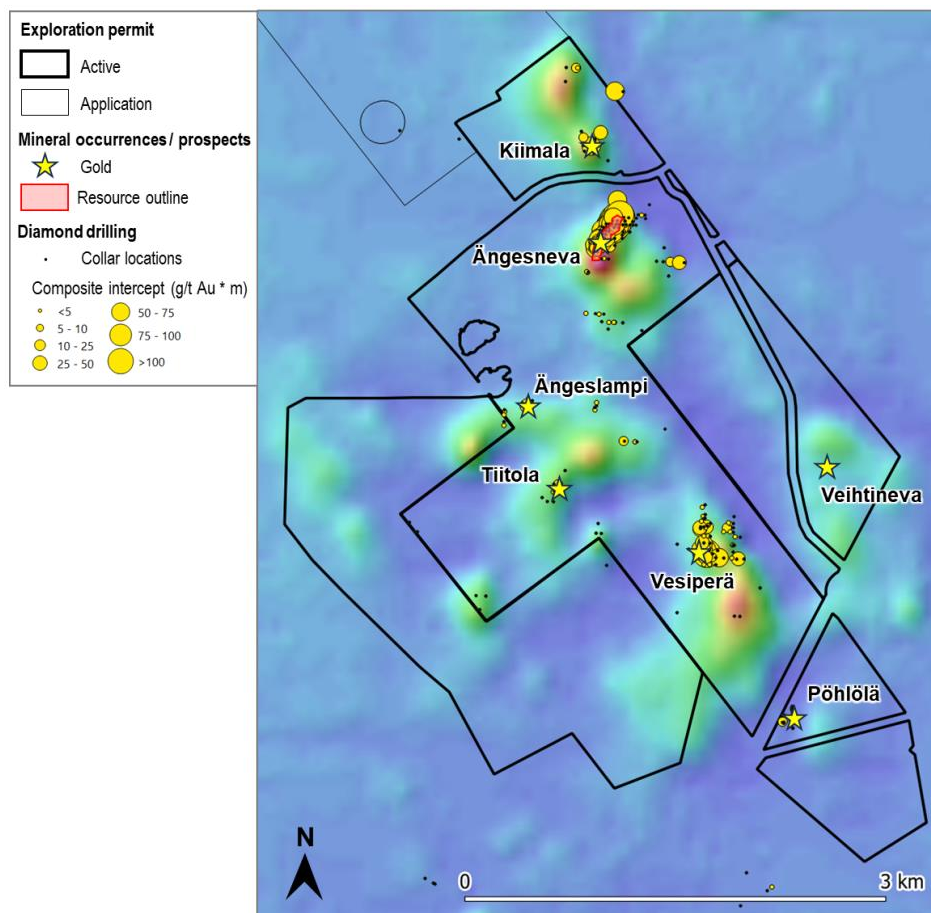 Exploration permit
Active
Application
Mineral occurrences / prospects
Gold
Resource outline
Diamond drilling
Collar locations
Composite intercept (g/t Au * m)
<5
5 - 10
10 - 25
25 - 50
50 - 75
75 - 100
>100
Kiimala
Ängesneva
Ängeslampi
Tiitola
Veihtineva
Vesiperä
Pöhlölä
N
0
3 km